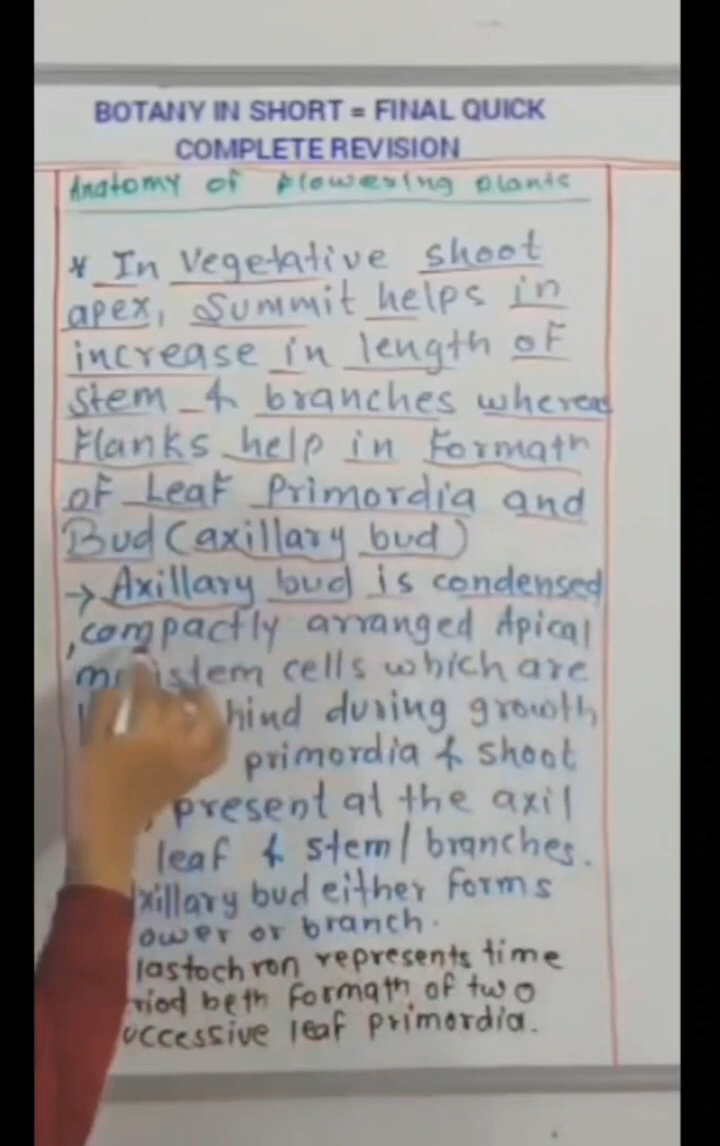 BOTANY IN SHORT = FINAL QUICK
COMPLETE REVISION
Anatomy of Flowering plants
* In Vegetative shoot
apex, Summit helps in
increase in length of
stem & branches whereas
Flanks help in Formatn
of Leaf Primordia and
Bud (axillary bud)
→ Axillary bud is condensed
, compactly arranged Apical
stem cells which are
hind during growth
primordia & shoot
, present at the axil
leaf & stem / branches.
xillary bud either forms
ower or branch.
lastochron represents time
riod betn formatn of two
uccessive leaf primordia.